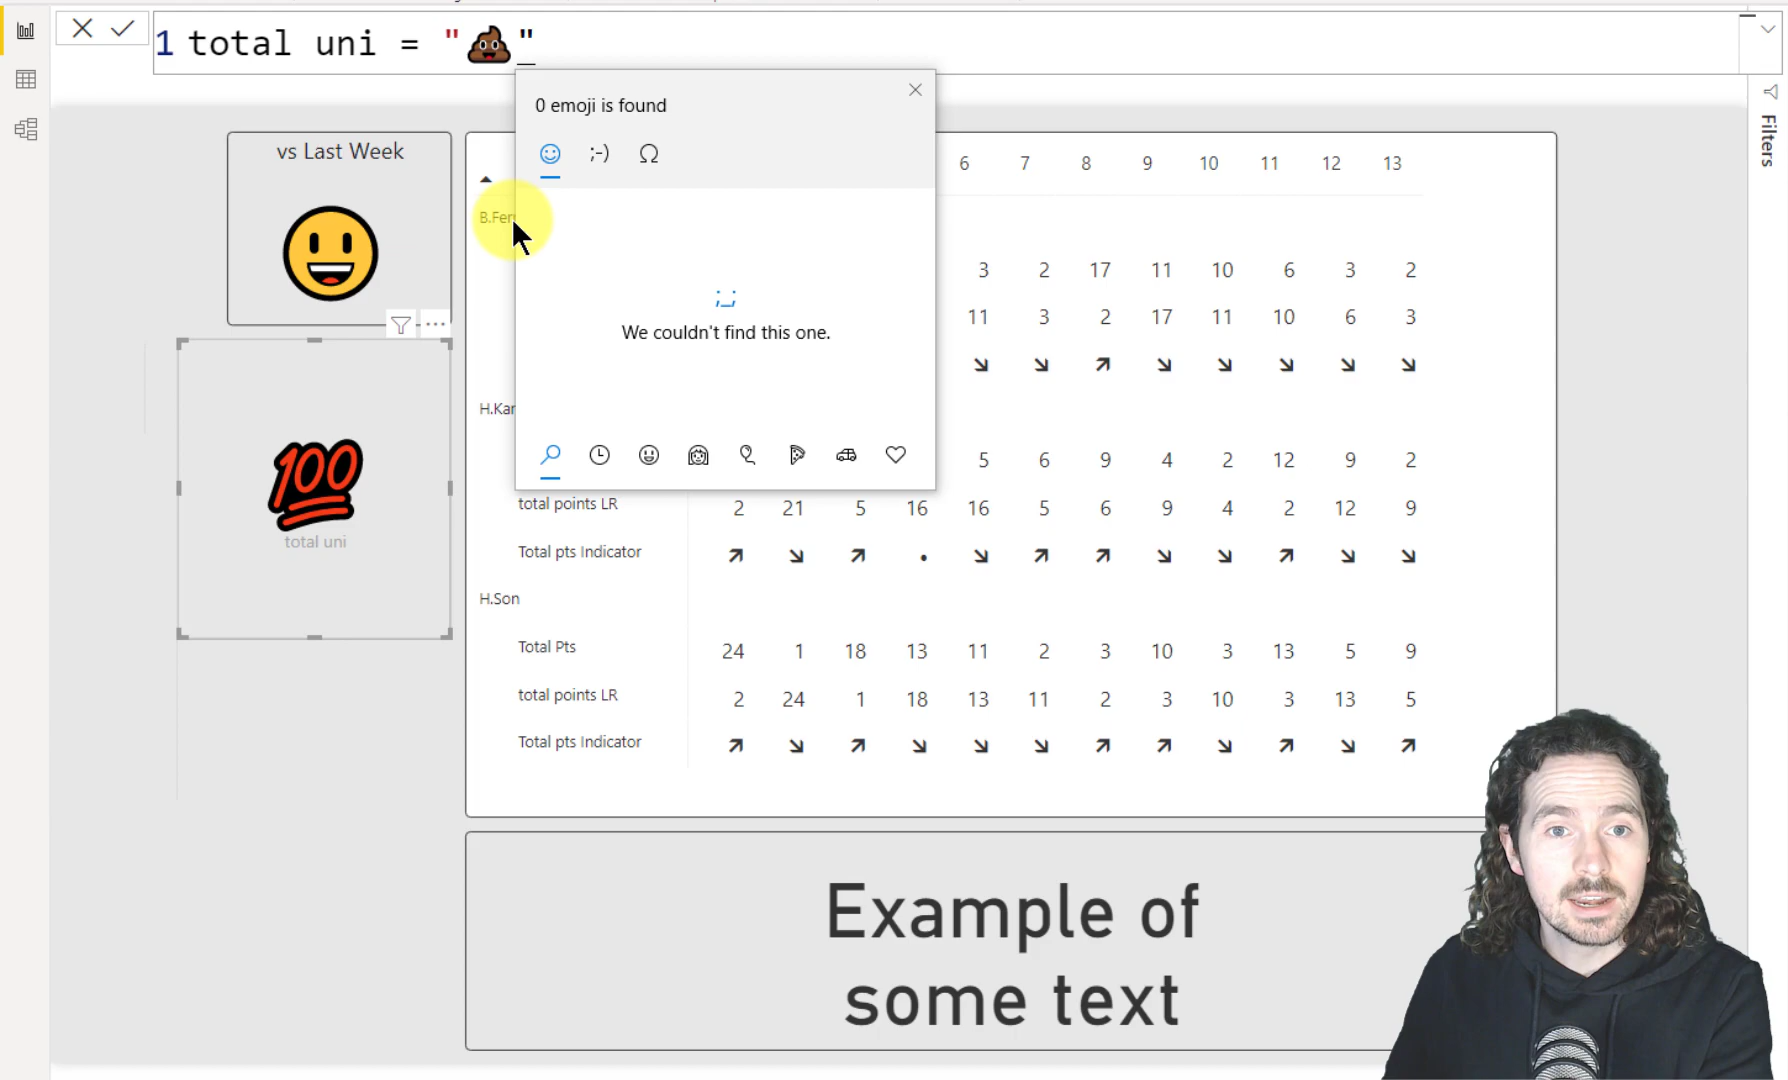 1 total uni = "💩"
0 emoji is found
;-) Ω
We couldn't find this one.
Filters
vs Last Week
total uni
6 7 8 9 10 11 12 13
B.Fer
3 2 17 11 10 6 3 2
11 3 2 17 11 10 6 3
↘ ↘ ↗ ↘ ↘ ↘ ↘ ↘
H.Kar
5 6 9 4 2 12 9 2
total points LR 2 21 5 16 16 5 6 9 4 2 12 9
Total pts Indicator ↗ ↘ ↗ • ↘ ↗ ↗ ↘ ↘ ↗ ↘ ↘
H.Son
Total Pts 24 1 18 13 11 2 3 10 3 13 5 9
total points LR 2 24 1 18 13 11 2 3 10 3 13 5
Total pts Indicator ↗ ↘ ↗ ↘ ↘ ↘ ↗ ↗ ↘ ↗ ↘ ↗
100
Example of
some text